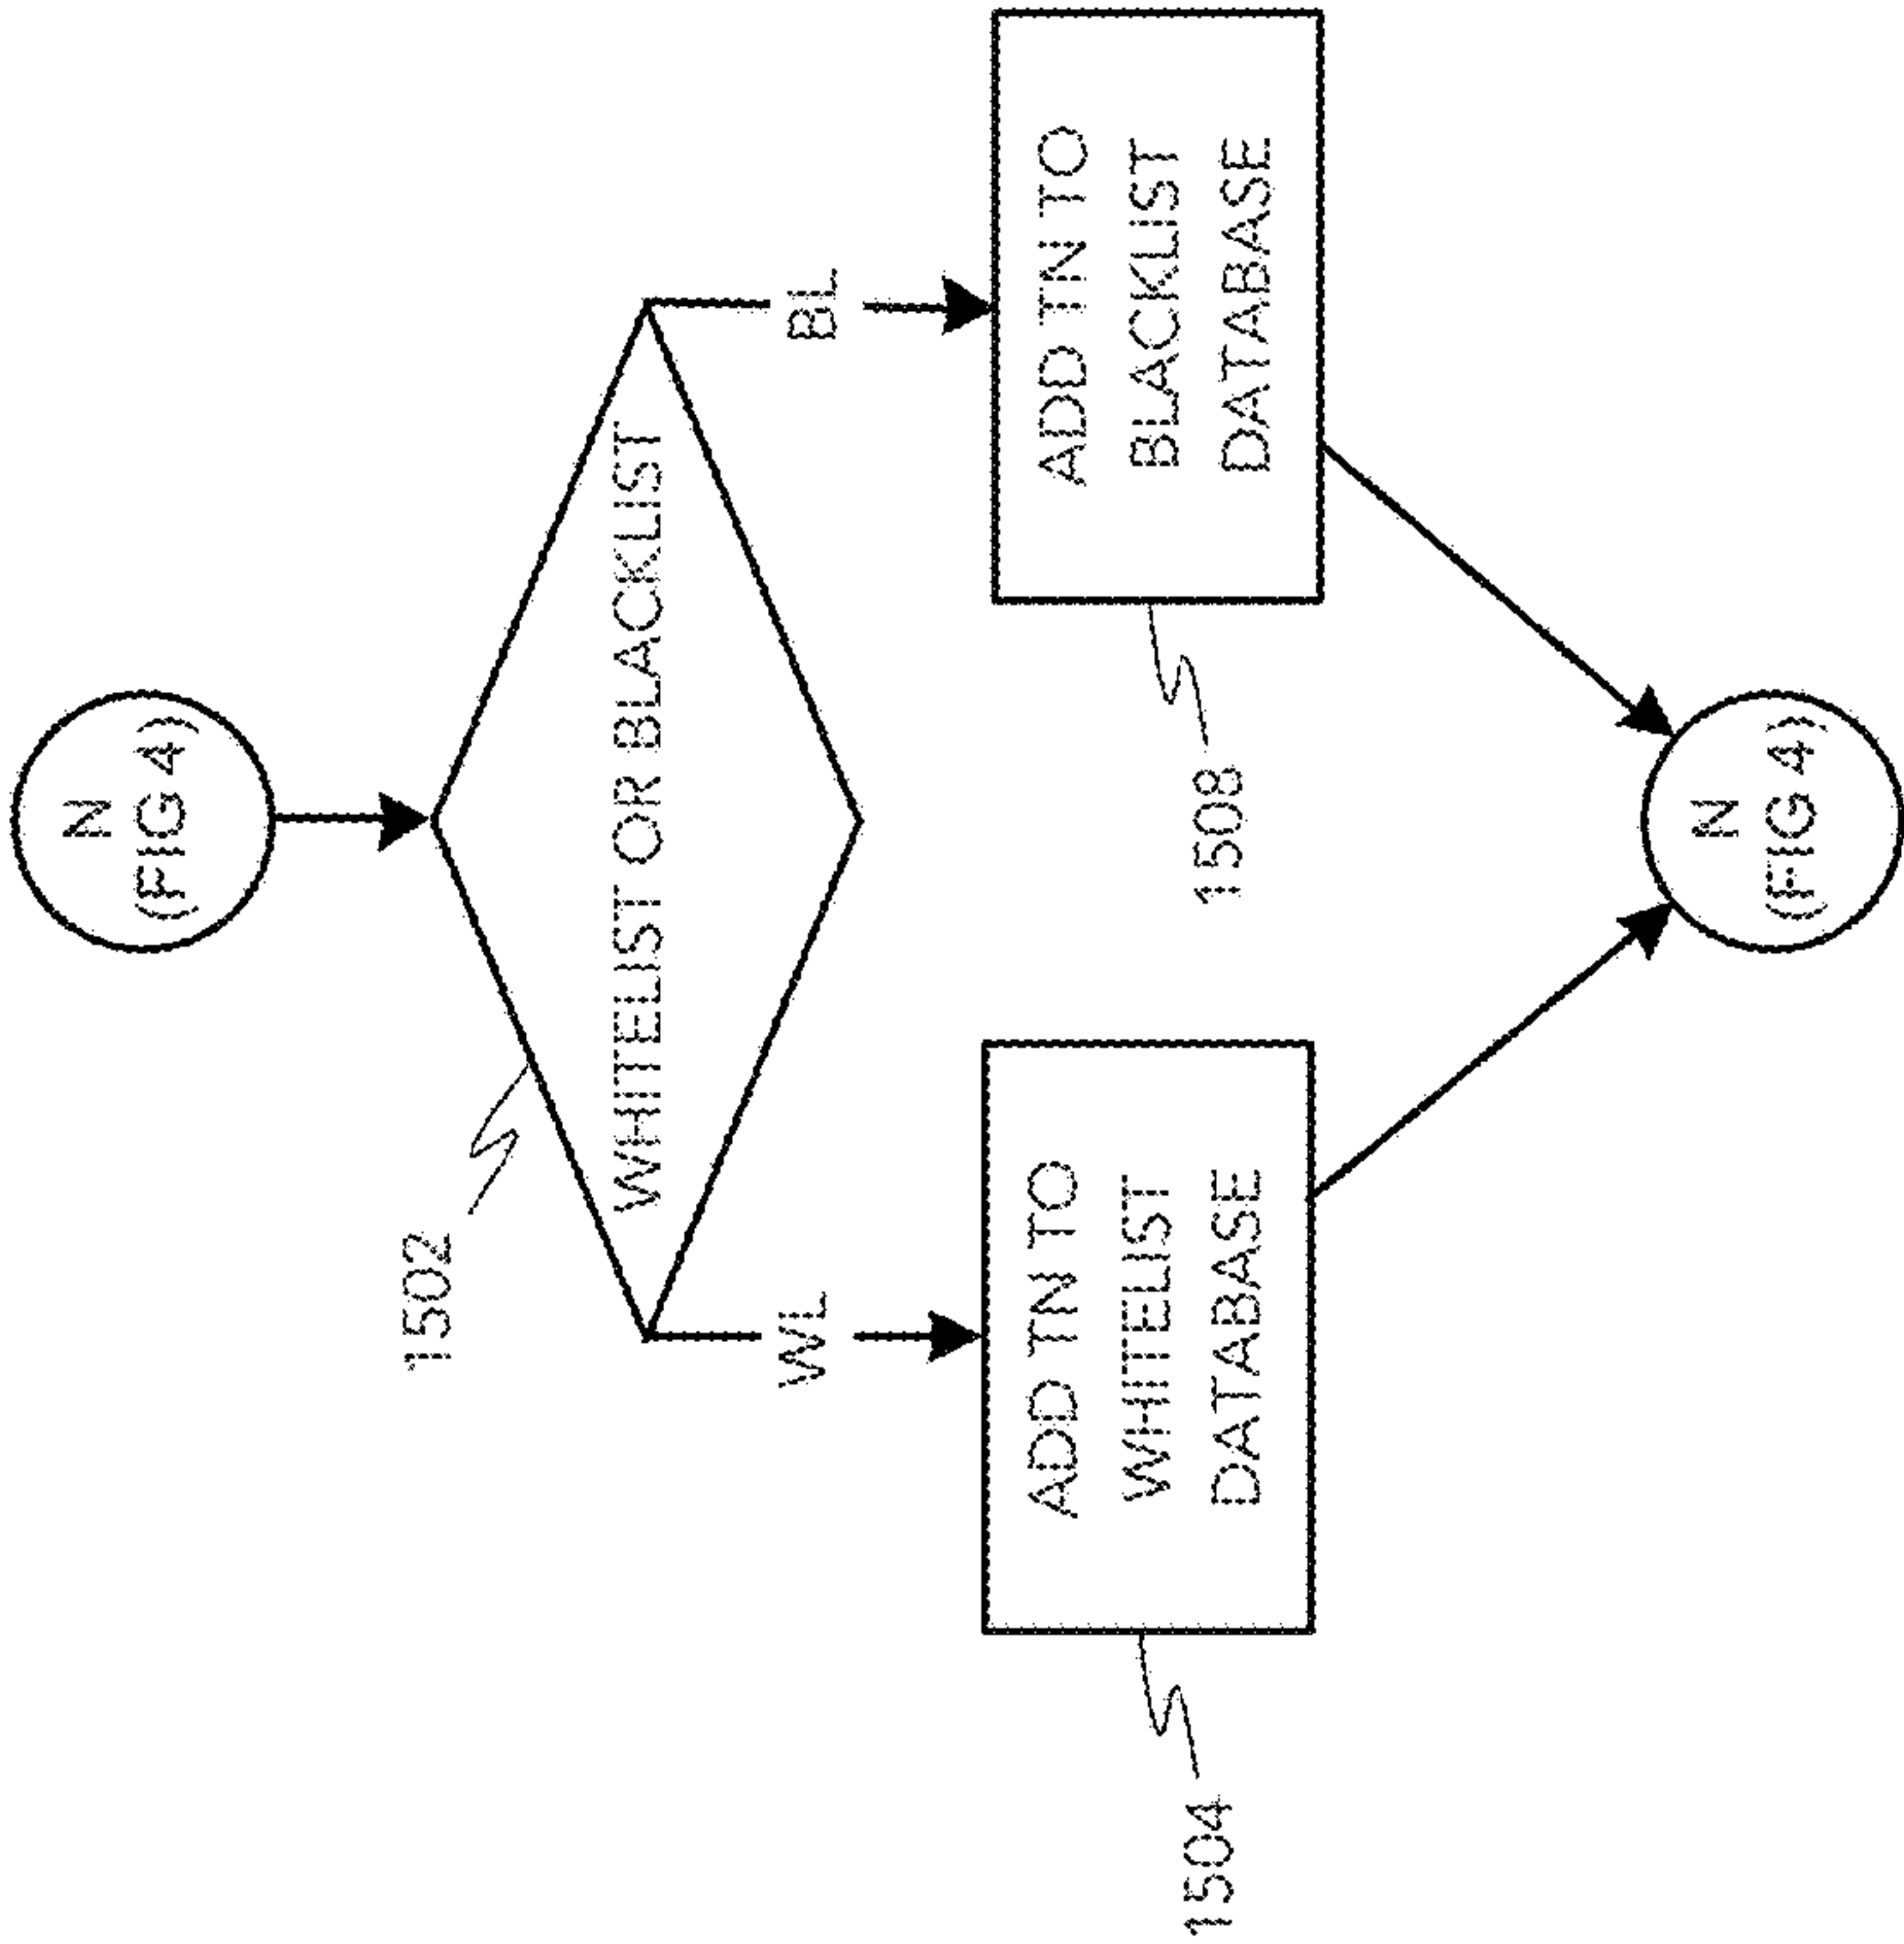 N
(FIG 4)
1502
WHITELIST OR BLACKLIST
WL
BL
ADD TN TO
WHITELIST
DATABASE
1504
ADD TN TO
BLACKLIST
DATABASE
1508
N
(FIG 4)